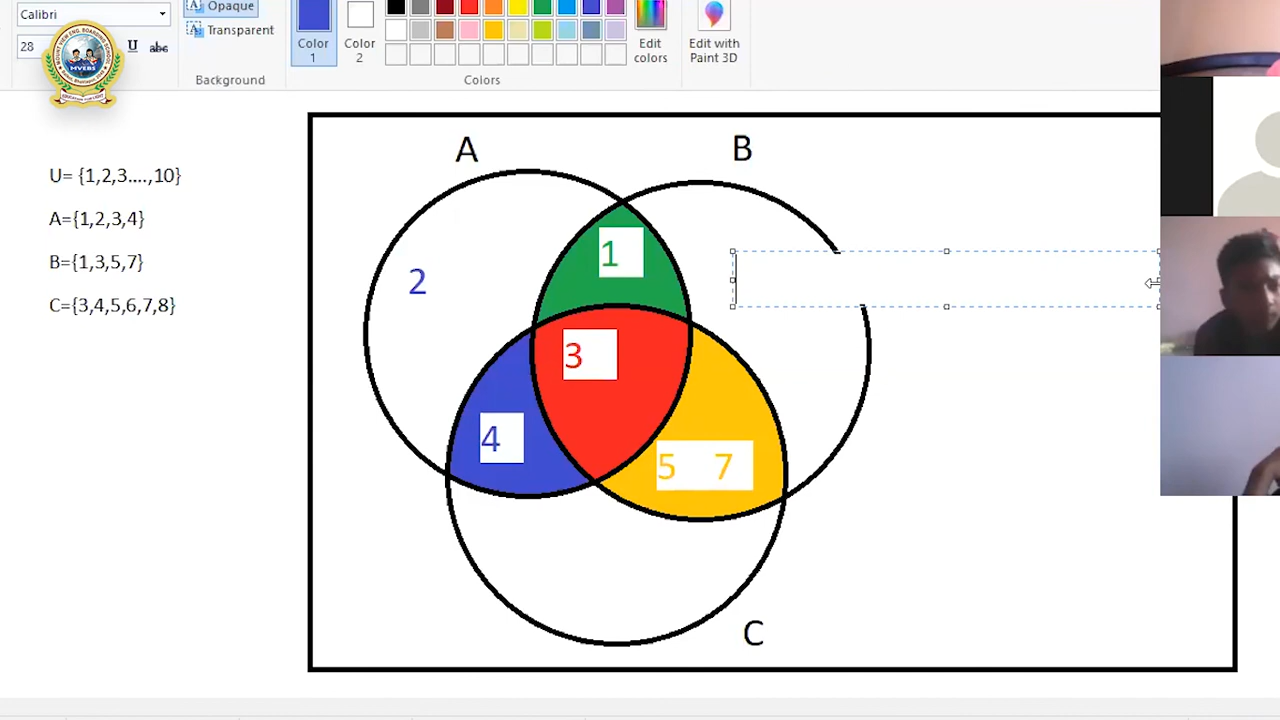 Calibri
28
U
abc
Opaque
Transparent
Background
Color
1
Color
2
Edit
colors
Edit with
Paint 3D
Colors
MVEBS
U= {1,2,3....,10}
A={1,2,3,4}
B={1,3,5,7}
C={3,4,5,6,7,8}
A
B
1
2
3
4
5 7
C